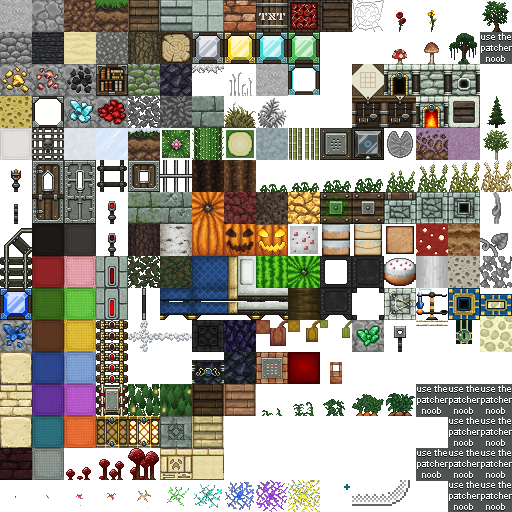 TXT
use the
patcher
noob
use the use the use the
patcher patcher patcher
noob noob noob
use the use the
patcher patcher
noob noob
use the use the use the
patcher patcher patcher
noob noob noob
use the use the
patcher patcher
noob noob